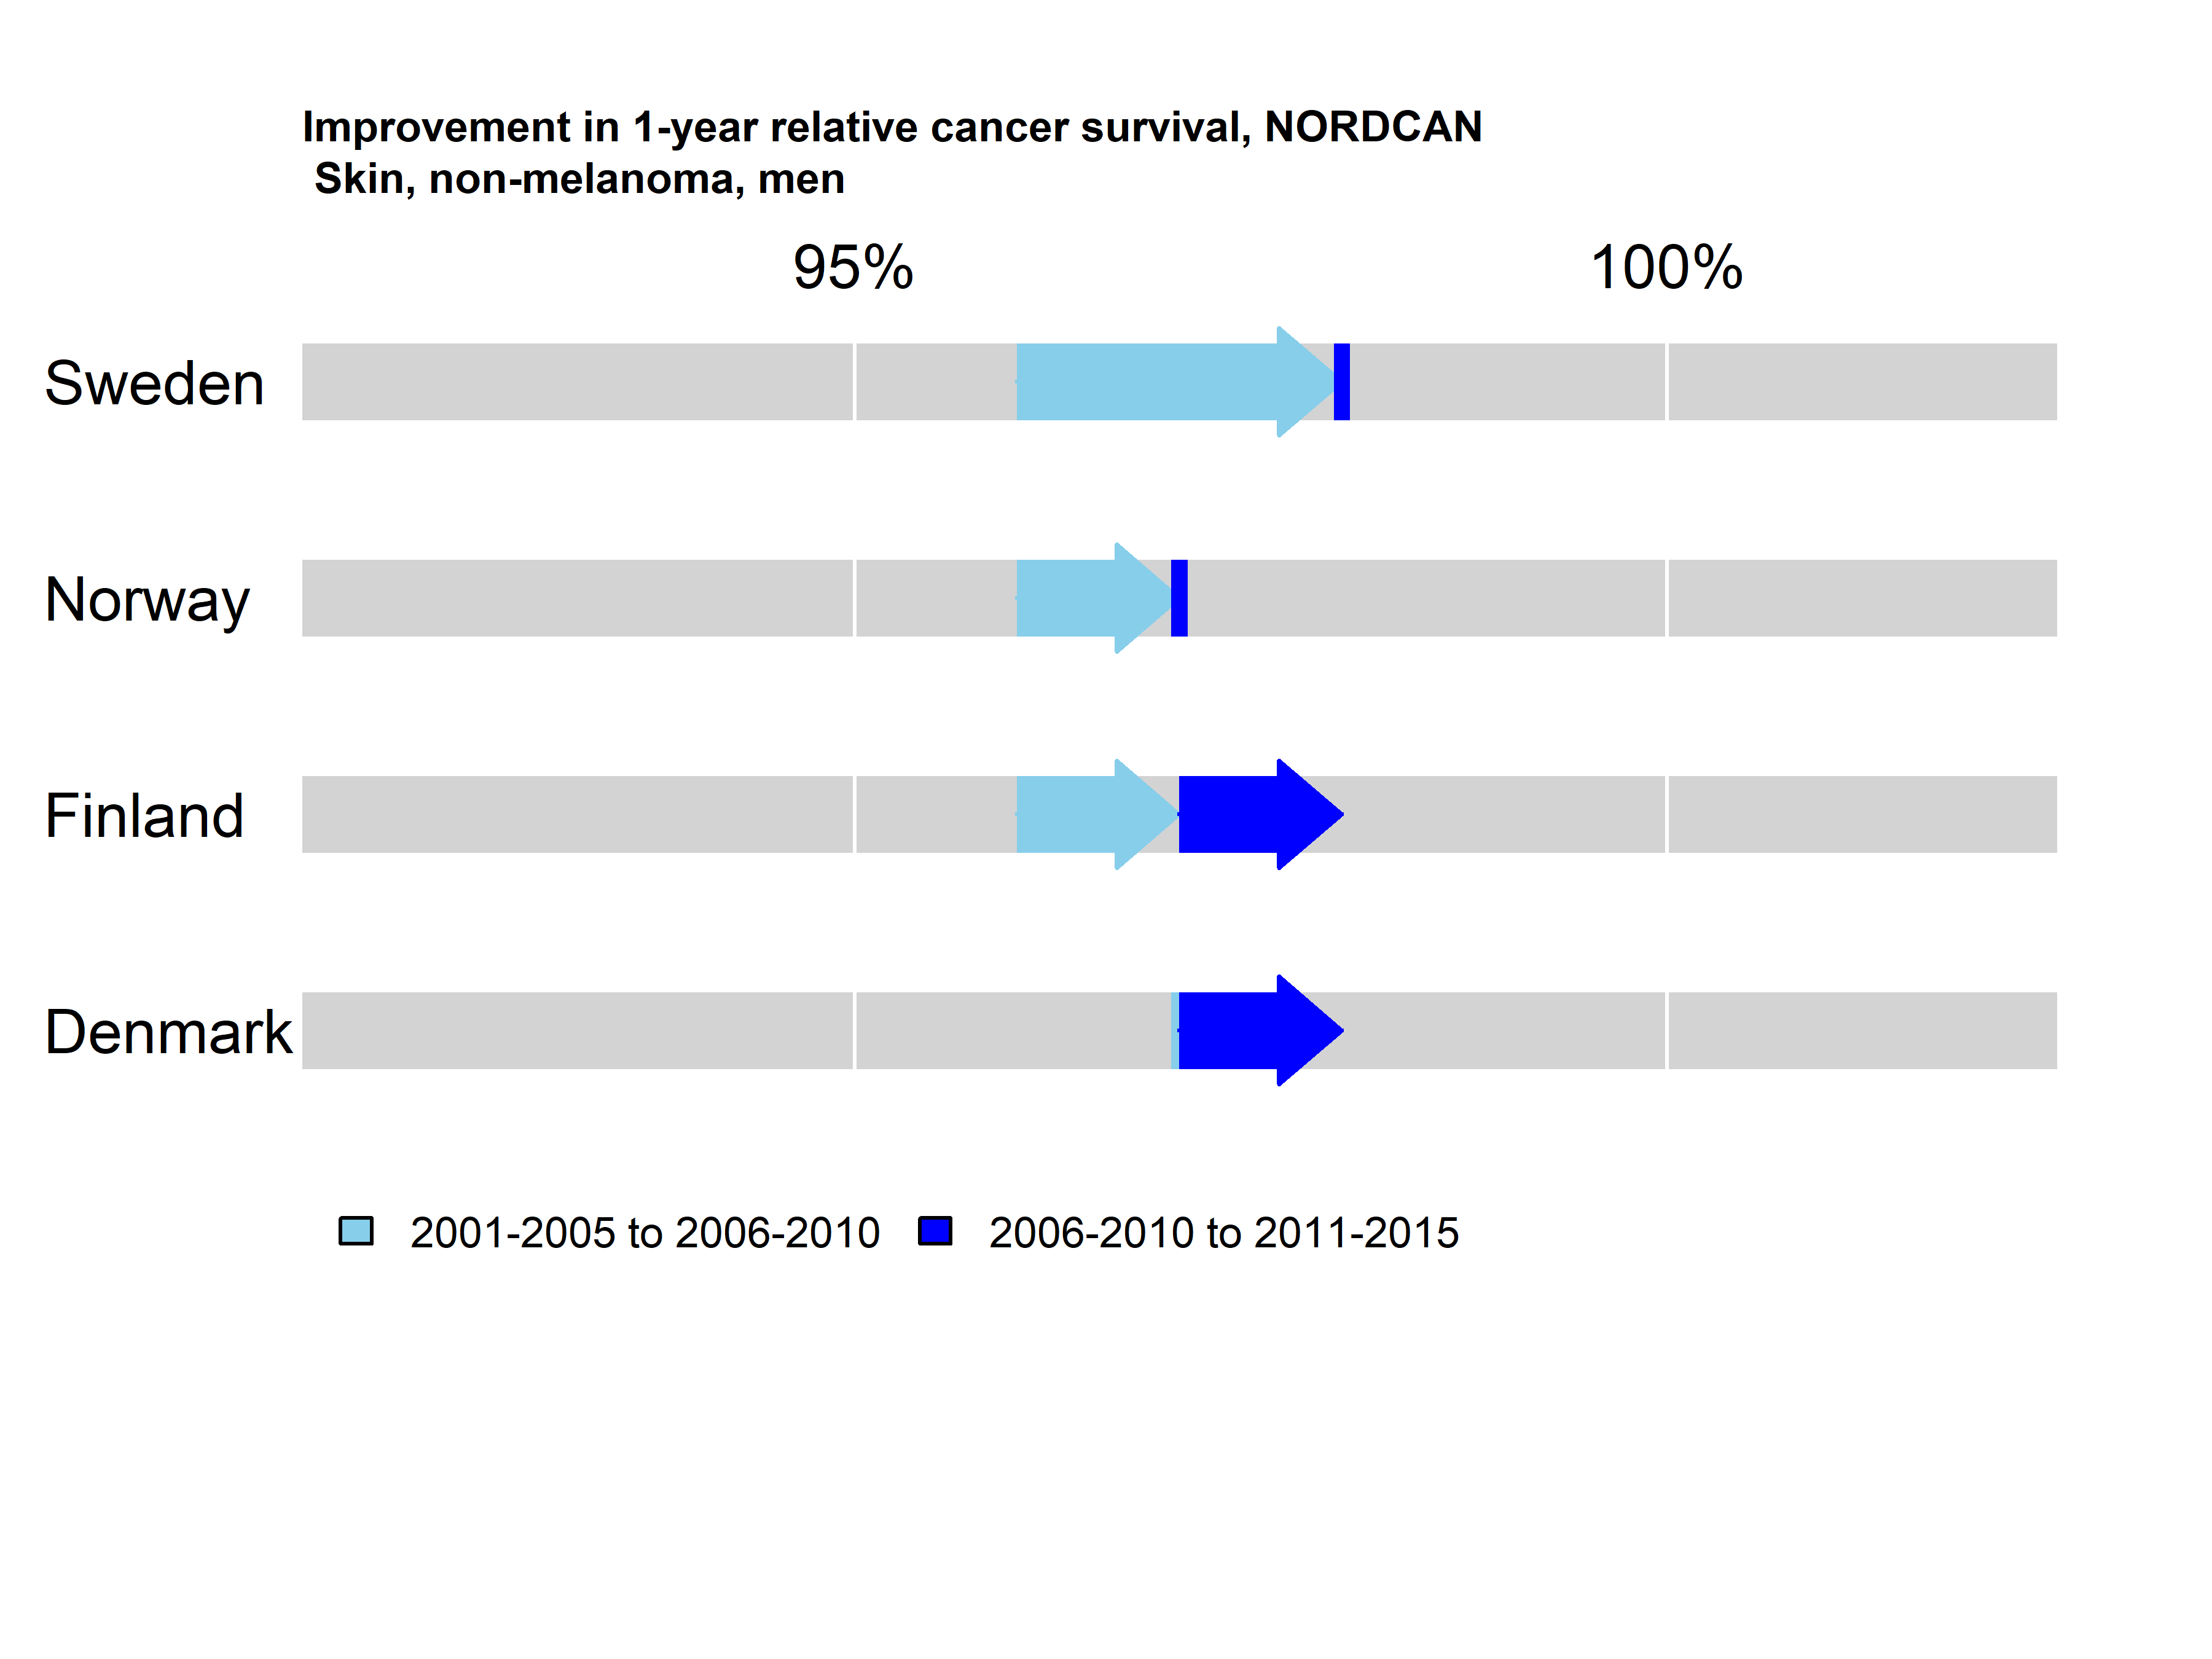 Improvement in 1-year relative cancer survival, NORDCAN
Skin, non-melanoma, men
95% 100%
Sweden
Norway
Finland
Denmark
2001-2005 to 2006-2010 2006-2010 to 2011-2015